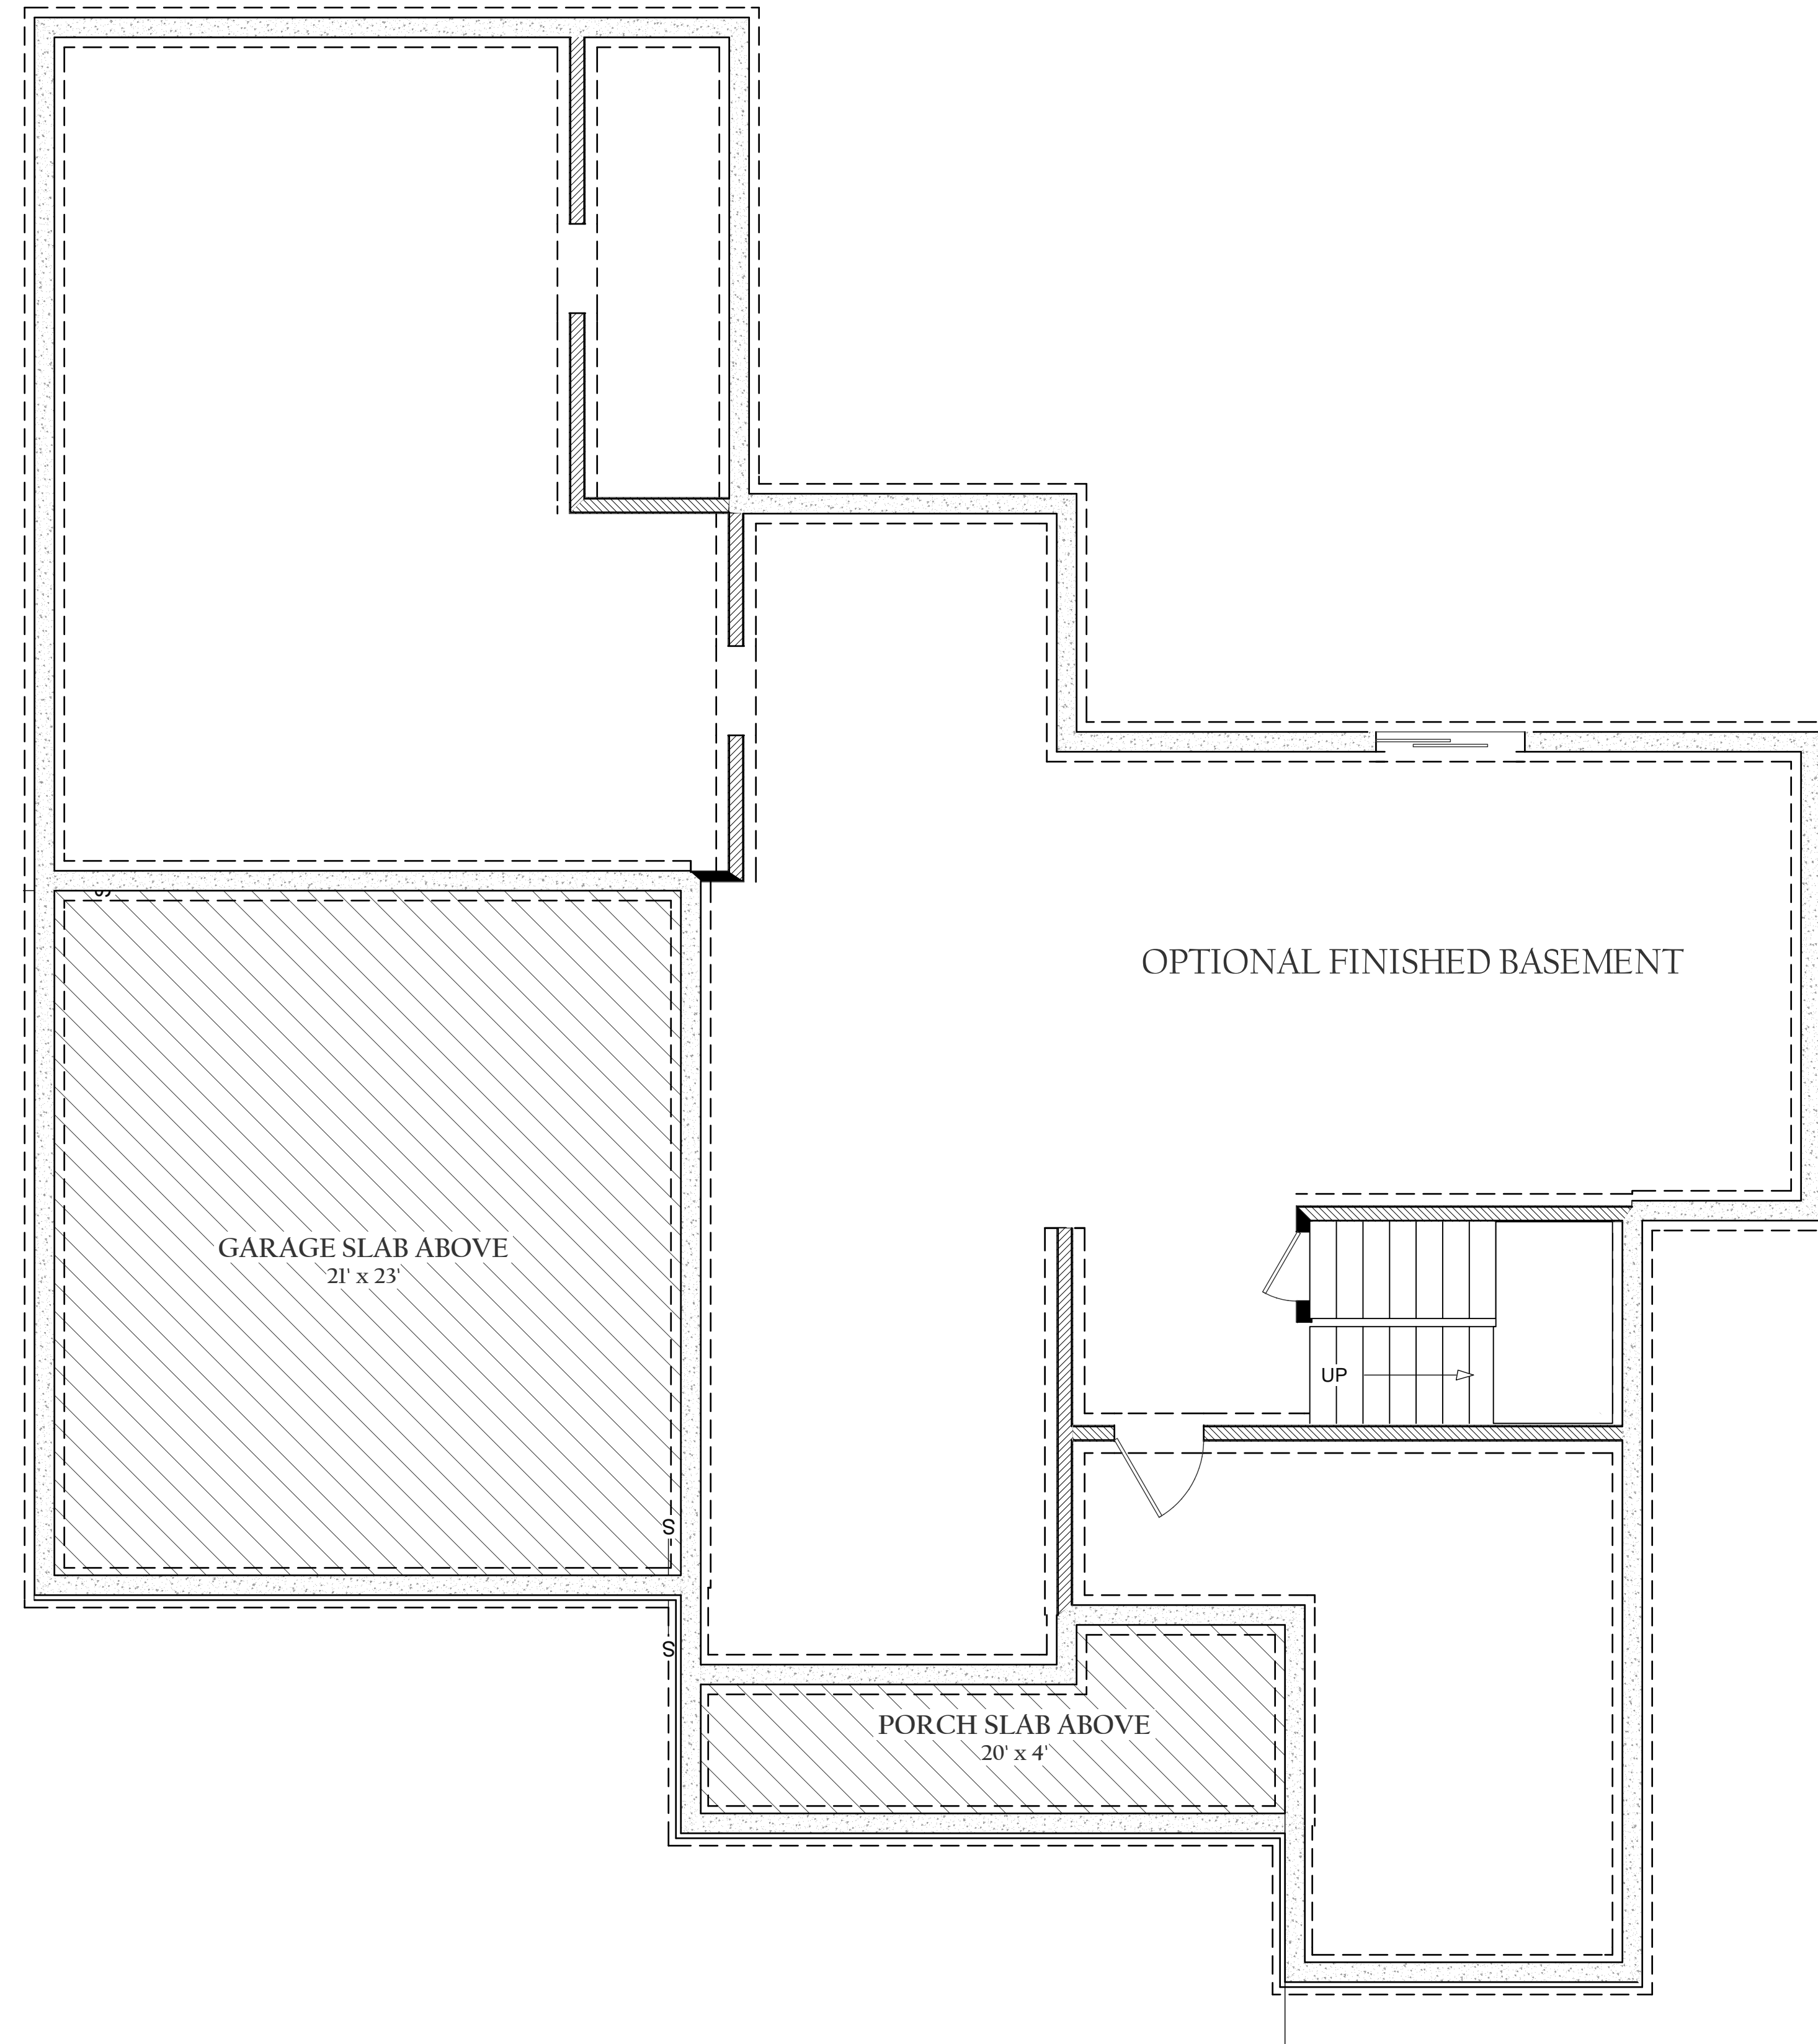 S
OPTIONAL FINISHED BASEMENT
GARAGE SLAB ABOVE
21' x 23'
UP
S
S
PORCH SLAB ABOVE
20' x 4'